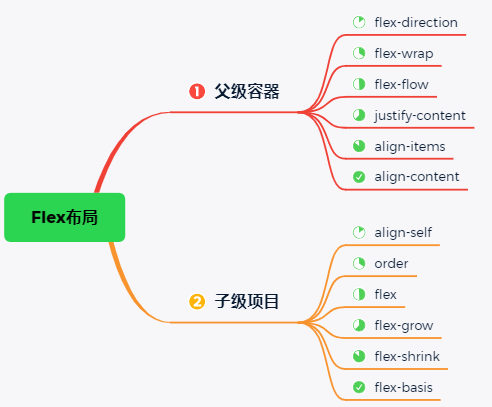 Flex布局
1 父级容器
flex-direction
flex-wrap
flex-flow
justify-content
align-items
align-content
2 子级项目
align-self
order
flex
flex-grow
flex-shrink
flex-basis